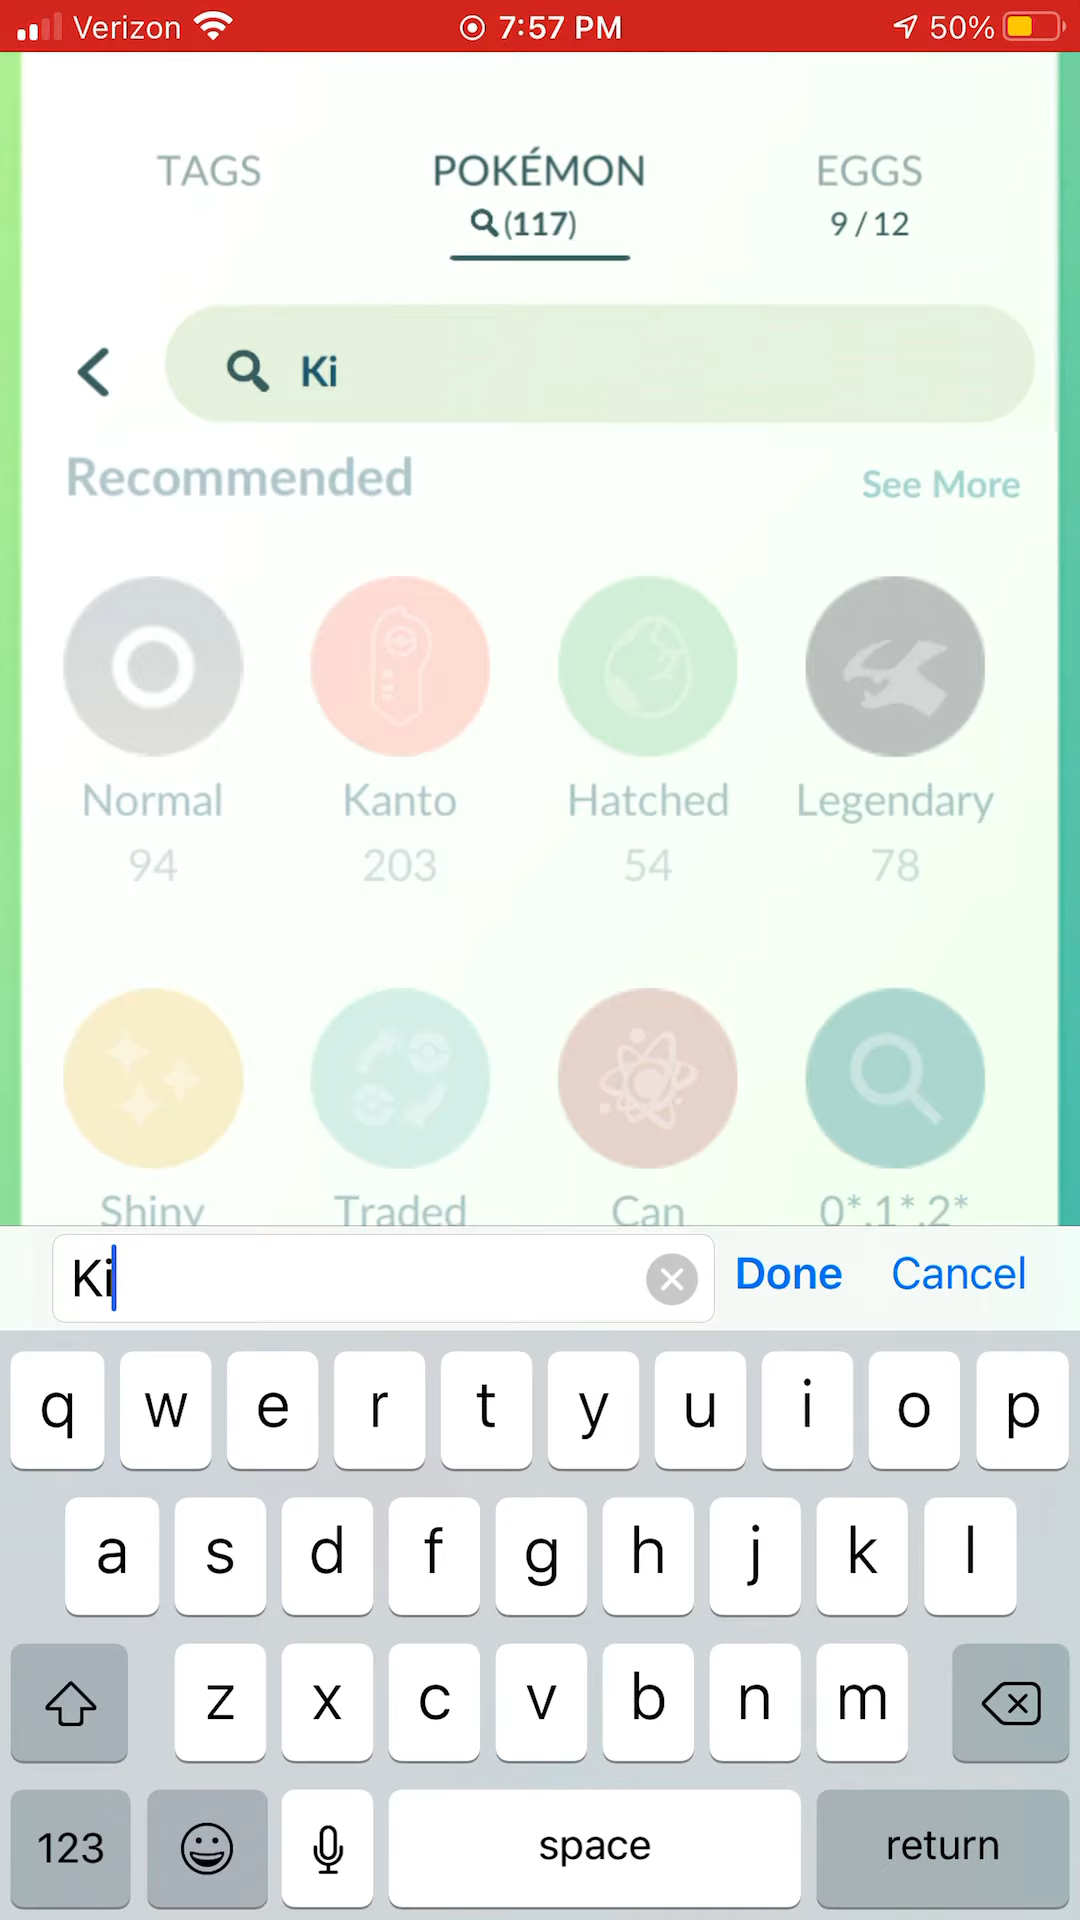 Verizon 7:57 PM 50%
TAGS POKÉMON EGGS
(117) 9 / 12
Ki
Recommended See More
Normal Kanto Hatched Legendary
94 203 54 78
Shiny Traded Can 0*,1*,2*
Ki Done Cancel
q w e r t y u i o p
a s d f g h j k l
z x c v b n m
123 space return